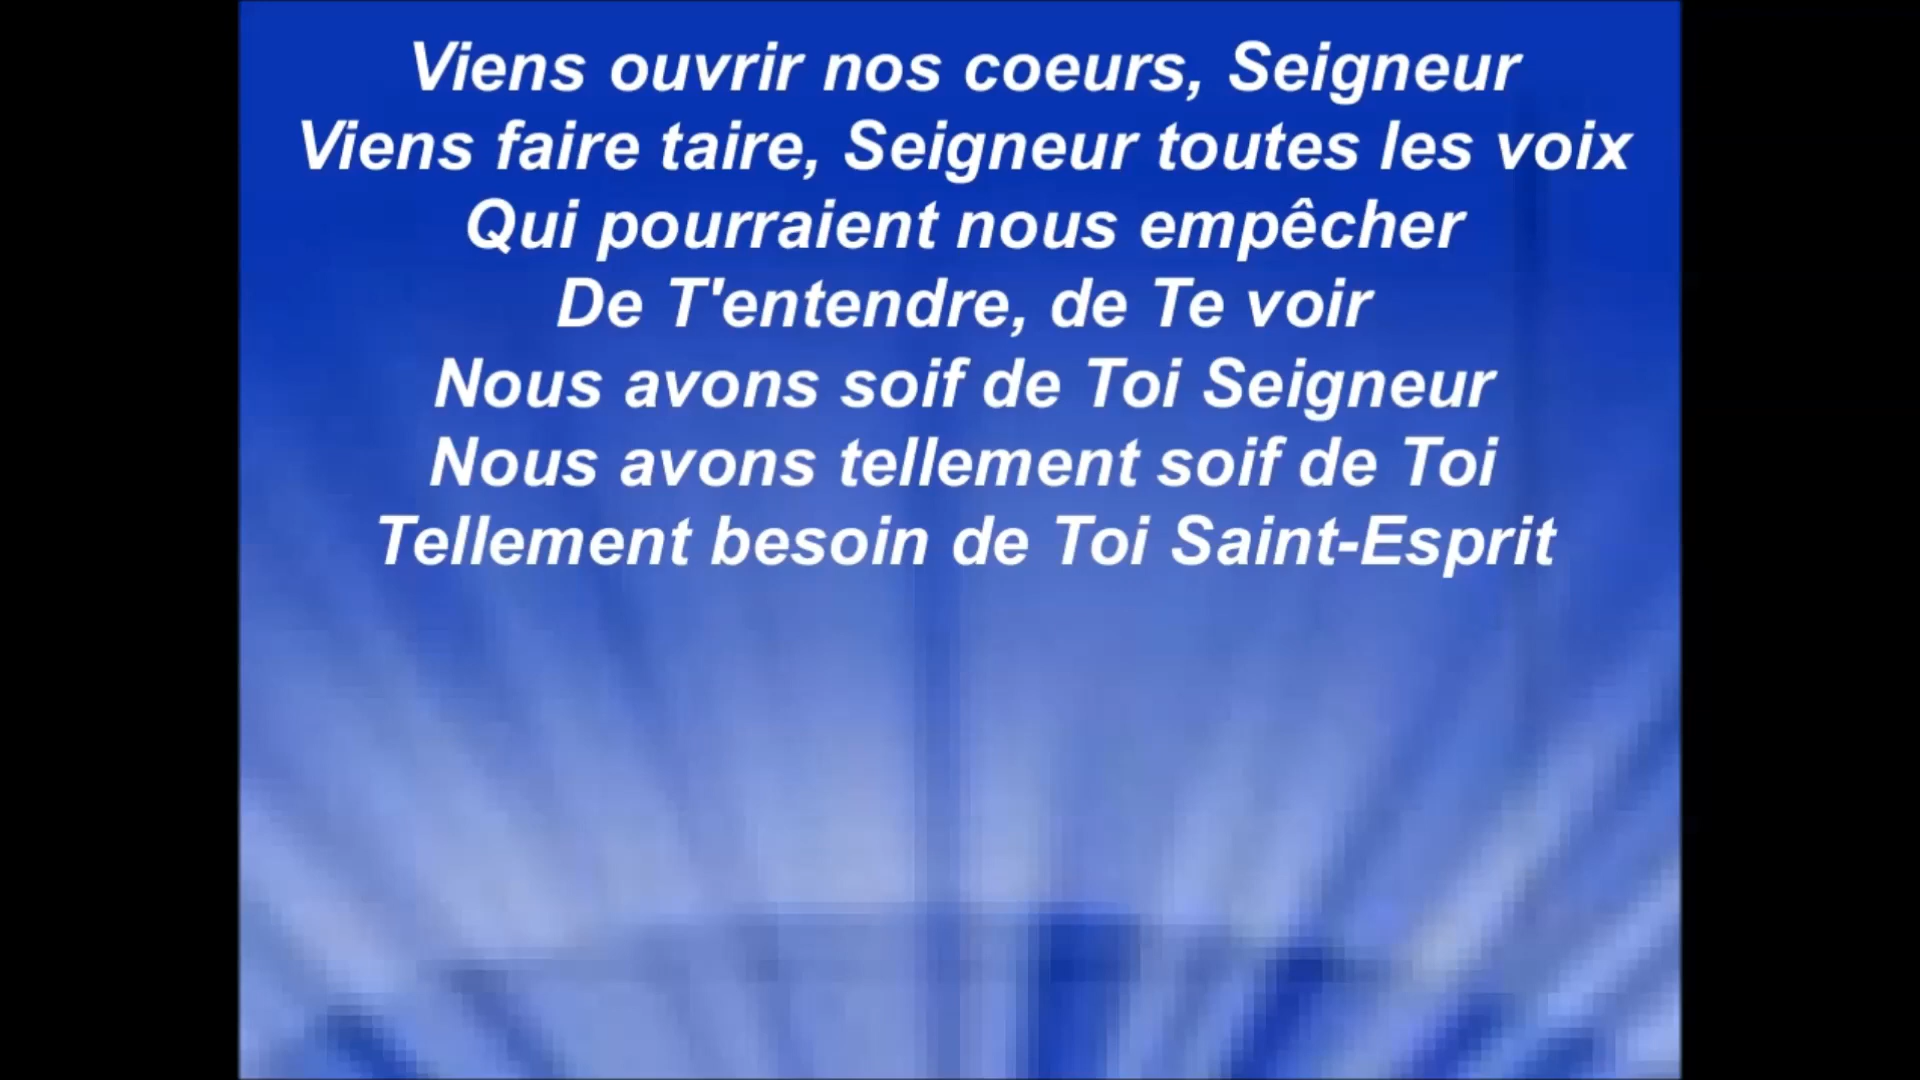 Viens ouvrir nos coeurs, Seigneur
Viens faire taire, Seigneur toutes les voix
Qui pourraient nous empêcher
De T'entendre, de Te voir
Nous avons soif de Toi Seigneur
Nous avons tellement soif de Toi
Tellement besoin de Toi Saint-Esprit